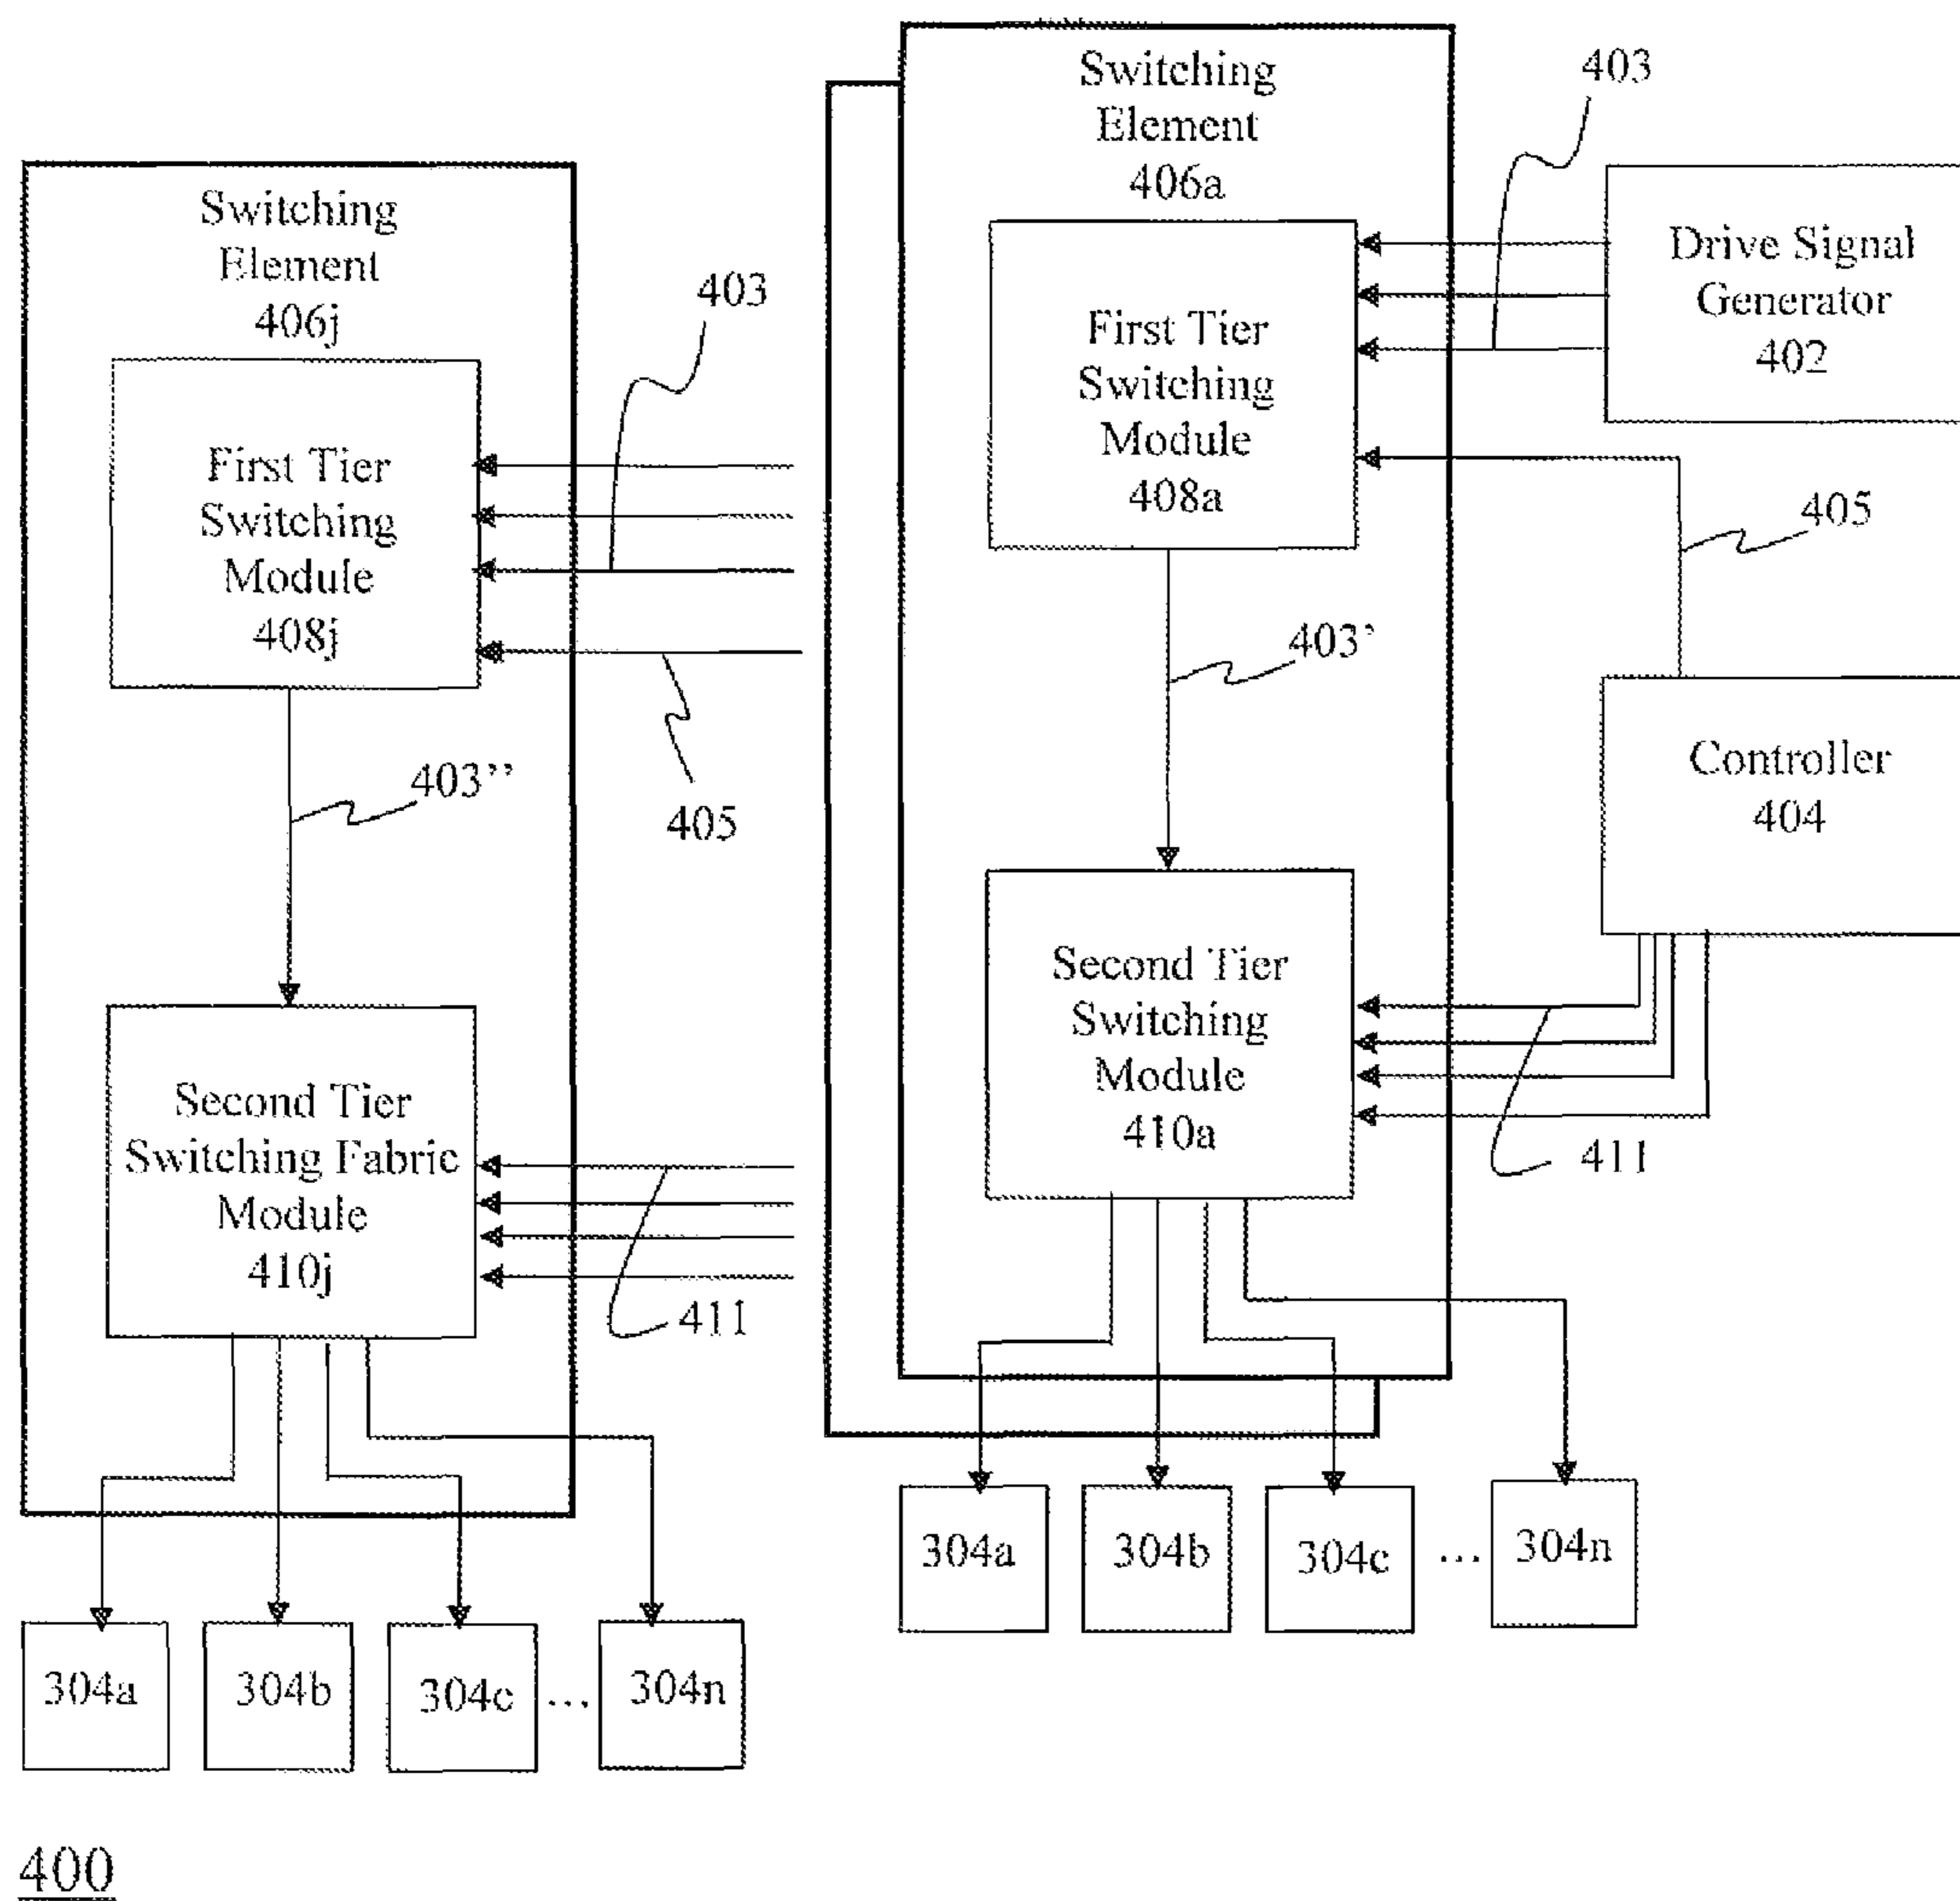 Switching
Element
406a
403
Drive Signal
Generator
402
First Tier
Switching
Module
408a
405
403’
Controller
404
Second Tier
Switching
Module
410a
411
304a
304b
304c
...
304n
Switching
Element
406j
403
First Tier
Switching
Module
408j
405
403’’
Second Tier
Switching Fabric
Module
410j
411
304a
304b
304c
...
304n
400